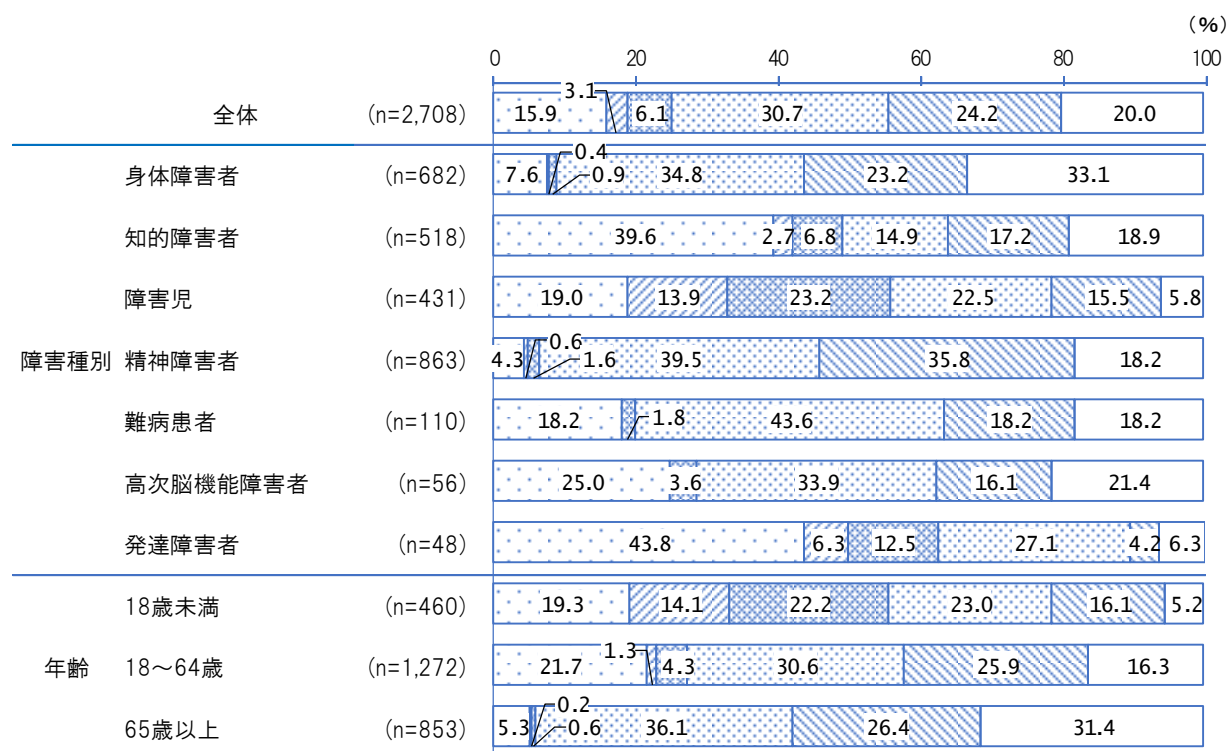 (%)
0 20 40 60 80 100
全体 (n=2,708) 15.9 3.1 6.1 30.7 24.2 20.0
身体障害者 (n=682) 7.6 0.4 0.9 34.8 23.2 33.1
知的障害者 (n=518) 39.6 2.7 6.8 14.9 17.2 18.9
障害児 (n=431) 19.0 13.9 23.2 22.5 15.5 5.8
障害種別 精神障害者 (n=863) 4.3 0.6 1.6 39.5 35.8 18.2
難病患者 (n=110) 18.2 1.8 43.6 18.2 18.2
高次脳機能障害者 (n=56) 25.0 3.6 33.9 16.1 21.4
発達障害者 (n=48) 43.8 6.3 12.5 27.1 4.2 6.3
18歳未満 (n=460) 19.3 14.1 22.2 23.0 16.1 5.2
年齢 18～64歳 (n=1,272) 21.7 1.3 4.3 30.6 25.9 16.3
65歳以上 (n=853) 5.3 0.2 0.6 36.1 26.4 31.4